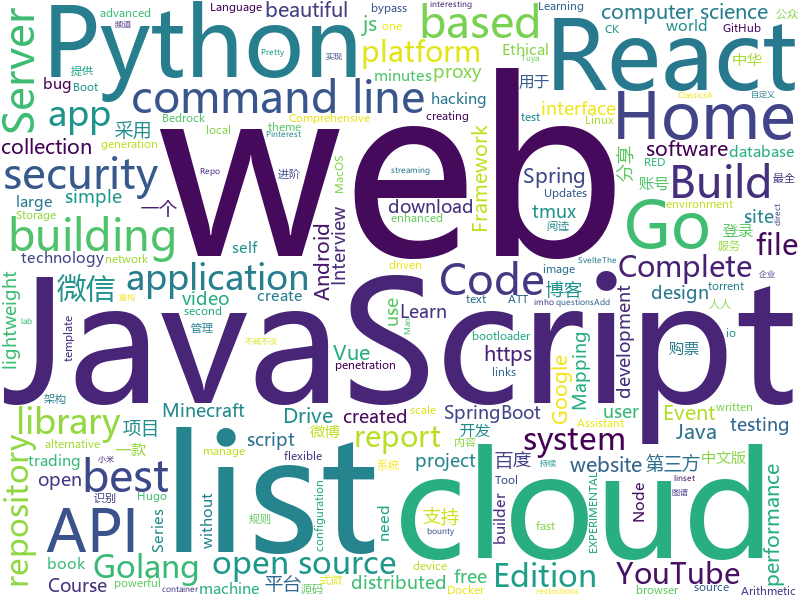 Language
频道
提供
bug
Boot
Server
Python
advanced
bypass
js
beautiful
based
platform
Learning
one
proxy
minutes
Ethical
hacking
React
interesting
Tuya
computer science
world
CK
GitHub
Pretty
实现
公众
中华
用于
Home
command line
app
采用
collection
generation
Bedrock
local
theme
Comprehensive
creating
test
Linux
interface
Framework
ClassicsA
自定义
software
database
security
Repo
进阶
Pinterest
MacOS
streaming
Spring
Updates
download
enhanced
tmux
阅读
分享
RED
账号
Build
最全
large
simple
一个
Storage
building
technology
network
self
Android
Interview
web
Go
site
environment
登录
服务
file
lightweight
微信
application
video
create
driven
second
image
text
ATT
Code
imho
questionsAdd
SvelteThe
博客
direct
Complete
torrent
企业
design
人人
template
管理
JavaScript
use
Learn
Vue
bootloader
https
links
Google
Mapping
development
购票
io
library
架构
Minecraft
项目
Drive
不规不谈
created
scale
Assistant
report
SpringBoot
user
Event
written
Java
testing
repository
一款
best
trading
open
识别
小米
Hugo
script
微博
alternative
manage
flexible
list
configuration
规则
without
series
book
need
project
开发
百度
system
website
第三方
中文版
Node
Tool
内容
系统
持续
图谱
linset
builder
fast
cloud
EXPERIMENTAL
API
Golang
open source
支持
performance
Course
machine
平台
源码
powerful
container
distributed
free
Docker
device
Edition
YouTube
bounty
browser
source
restrictions
Arithmetic
penetration